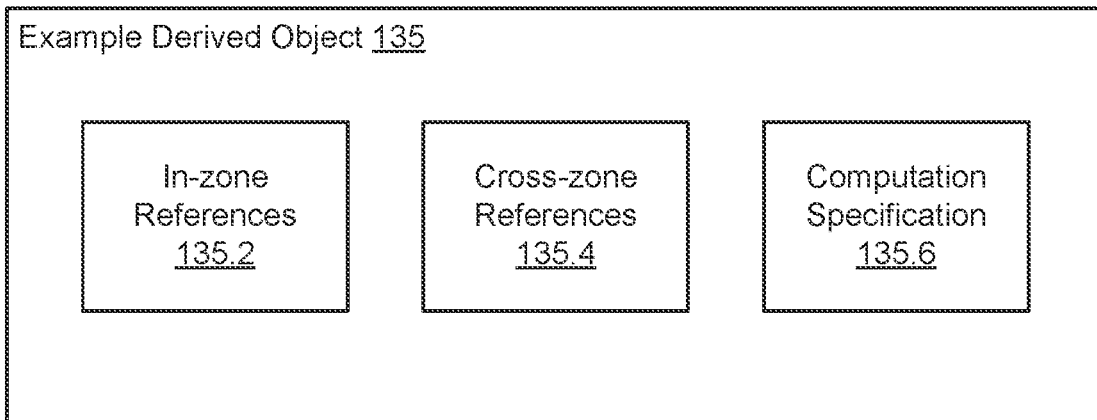 Example Derived Object 135
In-zone
References
135.2
Cross-zone
References
135.4
Computation
Specification
135.6